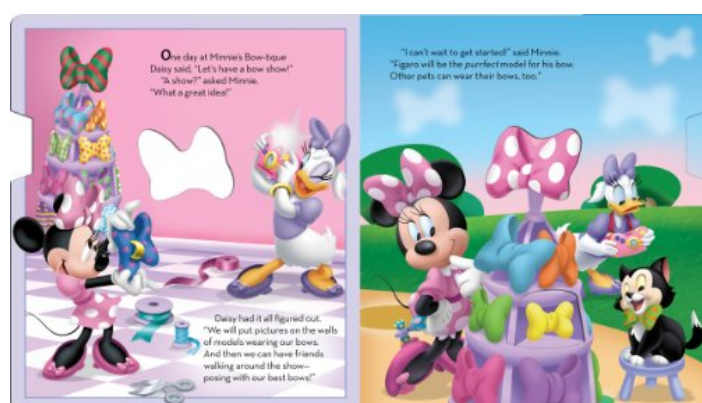 One day at Minnie's Bow-tique
Daisy said, "Let's have a bow show!"
"A show?" asked Minnie.
"What a great idea!"
Daisy had it all figured out.
"We will put pictures on the walls
of models wearing our bows.
And then we can have friends
walking around the show—
posing with our best bows!"
"I can't wait to get started!" said Minnie.
"Figaro will be the purrfect model for his bow.
Other pets can wear their bows, too."